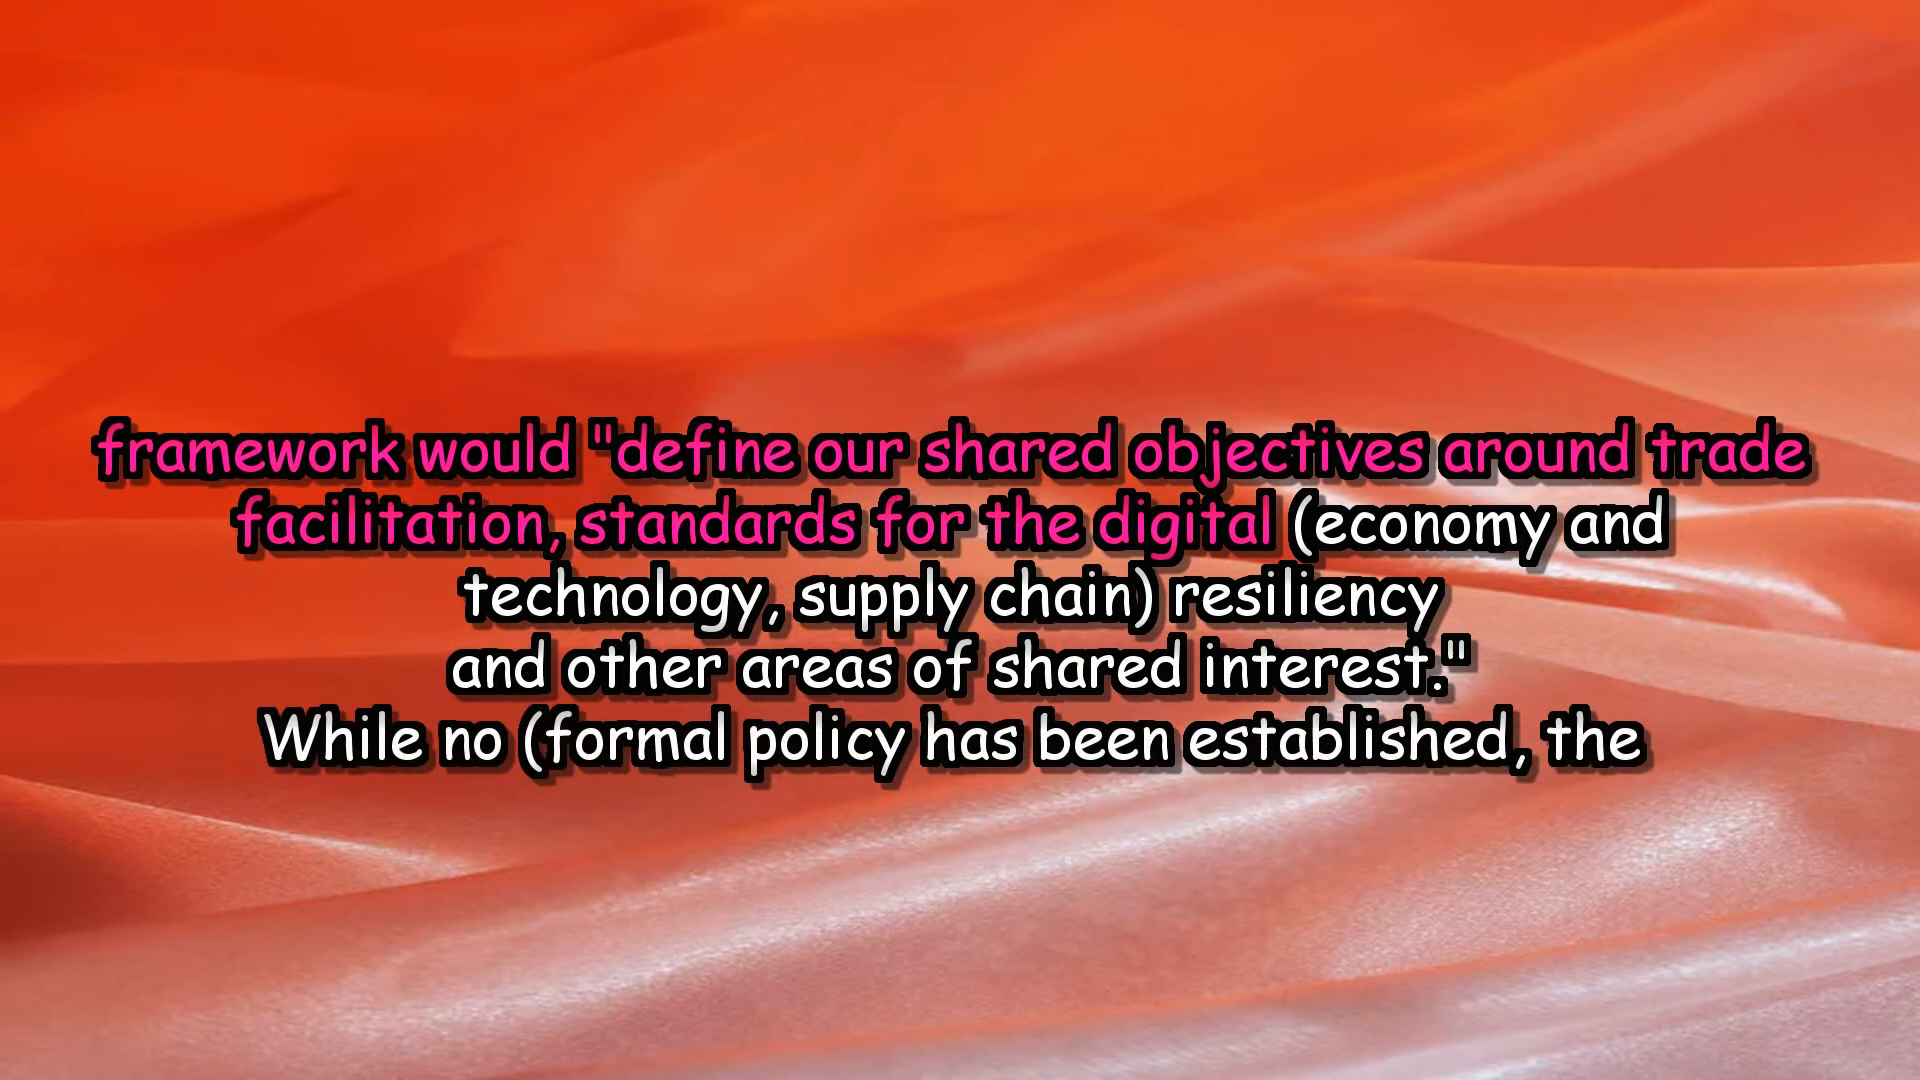 framework would "define our shared objectives around trade
facilitation, standards for the digital (economy and
technology, supply chain) resiliency
and other areas of shared interest."
While no (formal policy has been established, the